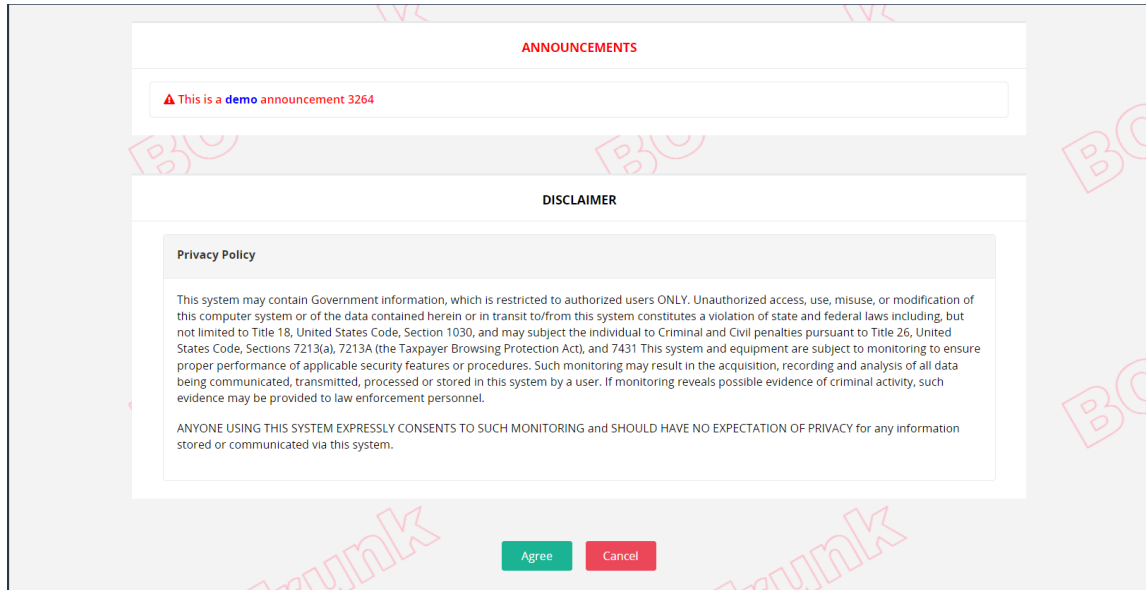 ANNOUNCEMENTS
This is a demo announcement 3264
DISCLAIMER
Privacy Policy
This system may contain Government information, which is restricted to authorized users ONLY. Unauthorized access, use, misuse, or modification of
this computer system or of the data contained herein or in transit to/from this system constitutes a violation of state and federal laws including, but
not limited to Title 18, United States Code, Section 1030, and may subject the individual to Criminal and Civil penalties pursuant to Title 26, United
States Code, Sections 7213(a), 7213A (the Taxpayer Browsing Protection Act), and 7431 This system and equipment are subject to monitoring to ensure
proper performance of applicable security features or procedures. Such monitoring may result in the acquisition, recording and analysis of all data
being communicated, transmitted, processed or stored in this system by a user. If monitoring reveals possible evidence of criminal activity, such
evidence may be provided to law enforcement personnel.
ANYONE USING THIS SYSTEM EXPRESSLY CONSENTS TO SUCH MONITORING and SHOULD HAVE NO EXPECTATION OF PRIVACY for any information
stored or communicated via this system.
Agree
Cancel